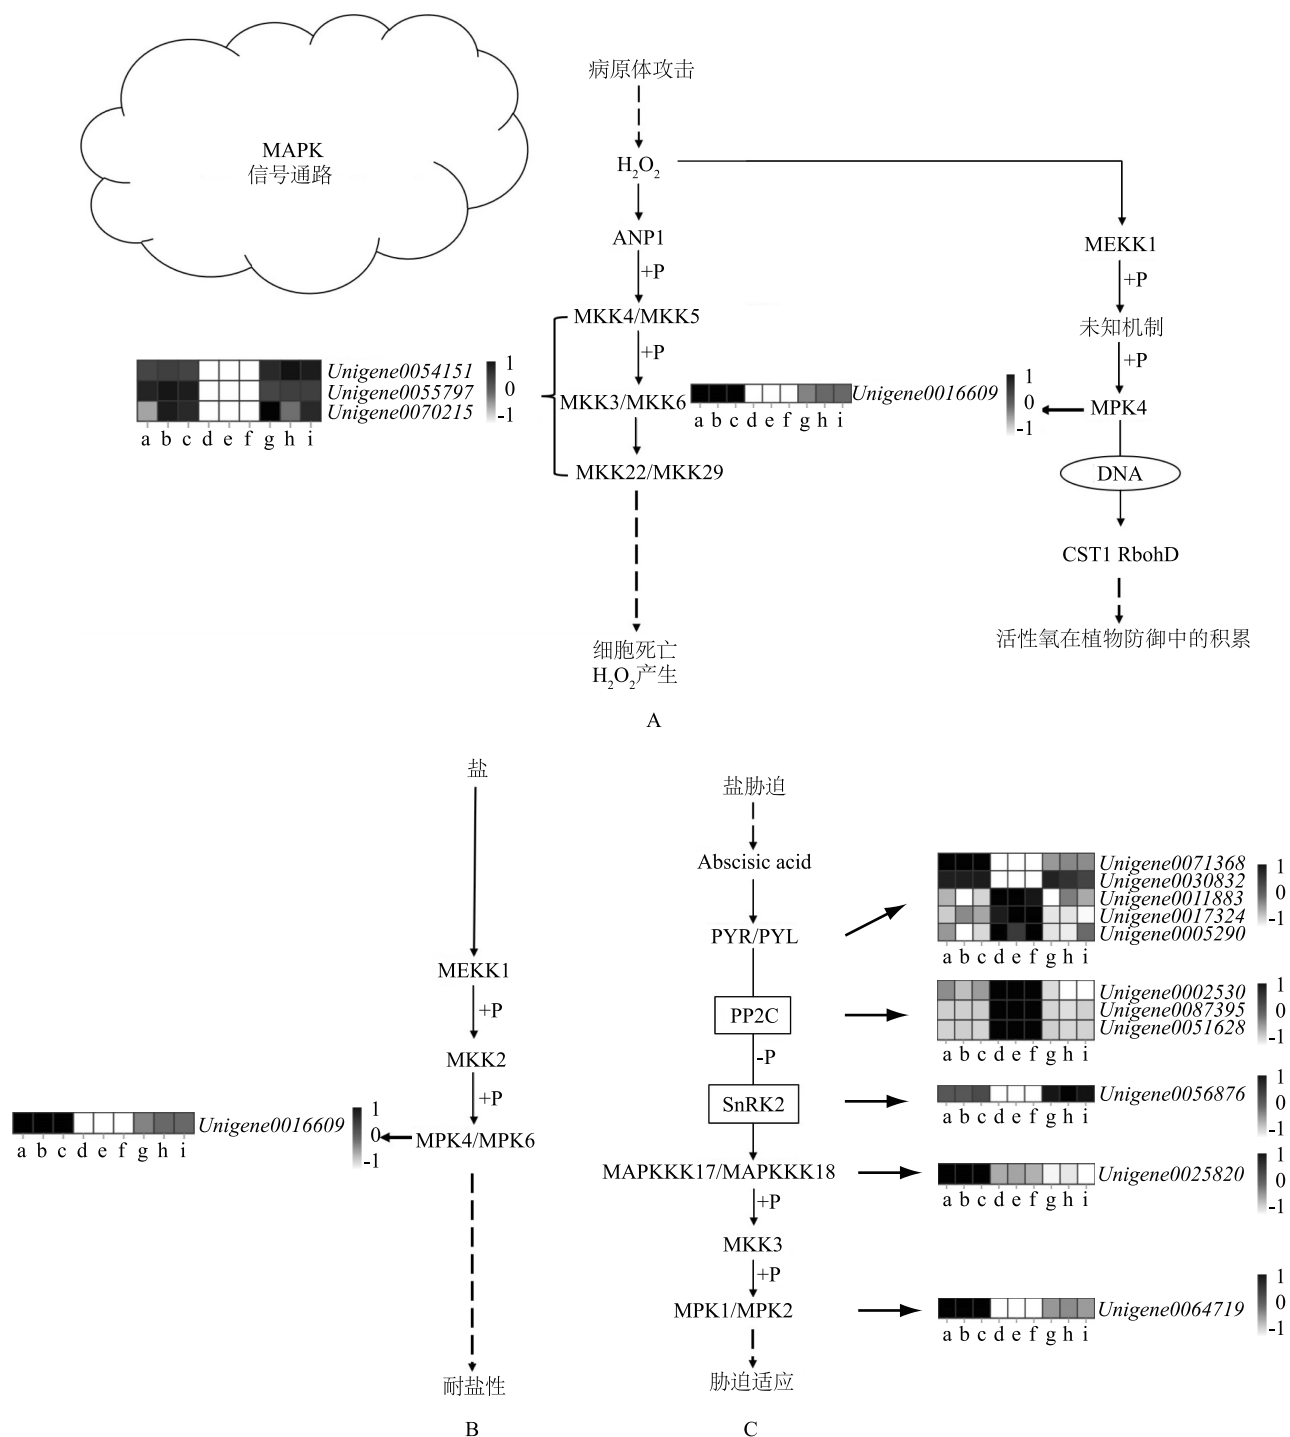 病原体攻击
MAPK
信号通路
H₂O₂
ANP1
+P
MEKK1
+P
未知机制
+P
MKK4/MKK5
+P
Unigene0054151
Unigene0055797
Unigene0070215
a b c d e f g h i
1
0
-1
MKK3/MKK6
Unigene0016609
a b c d e f g h i
1
0
-1
MPK4
MKK22/MKK29
DNA
CST1 RbohD
细胞死亡
H₂O₂产生
活性氧在植物防御中的积累
A
盐
MEKK1
+P
MKK2
+P
MPK4/MPK6
Unigene0016609
a b c d e f g h i
1
0
-1
耐盐性
B
盐胁迫
Abscisic acid
PYR/PYL
Unigene0071368
Unigene0030832
Unigene0011883
Unigene0017324
Unigene0005290
a b c d e f g h i
1
0
-1
PP2C
Unigene0002530
Unigene0087395
Unigene0051628
a b c d e f g h i
1
0
-1
-P
SnRK2
Unigene0056876
a b c d e f g h i
1
0
-1
MAPKKK17/MAPKKK18
Unigene0025820
a b c d e f g h i
1
0
-1
+P
MKK3
+P
MPK1/MPK2
Unigene0064719
a b c d e f g h i
1
0
-1
胁迫适应
C